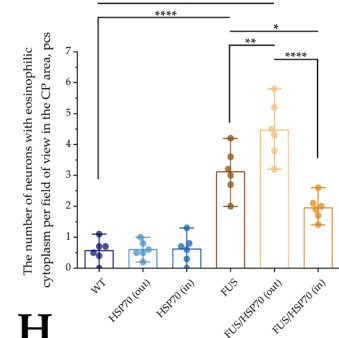 ****
*
**
****
The number of neurons with eosinophilic
cytoplasm per field of view in the CP area, pcs
7
6
5
4
3
2
1
0
WT
HSP70 (out)
HSP70 (in)
FUS
FUS/HSP70 (out)
FUS/HSP70 (in)
H